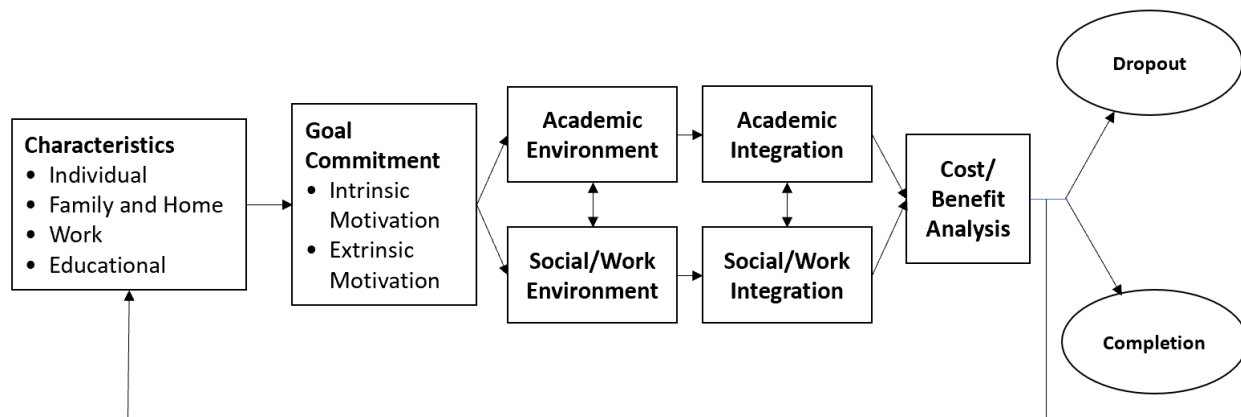 Characteristics
• Individual
• Family and Home
• Work
• Educational
Goal
Commitment
• Intrinsic
Motivation
• Extrinsic
Motivation
Academic
Environment
Social/Work
Environment
Academic
Integration
Social/Work
Integration
Cost/
Benefit
Analysis
Dropout
Completion